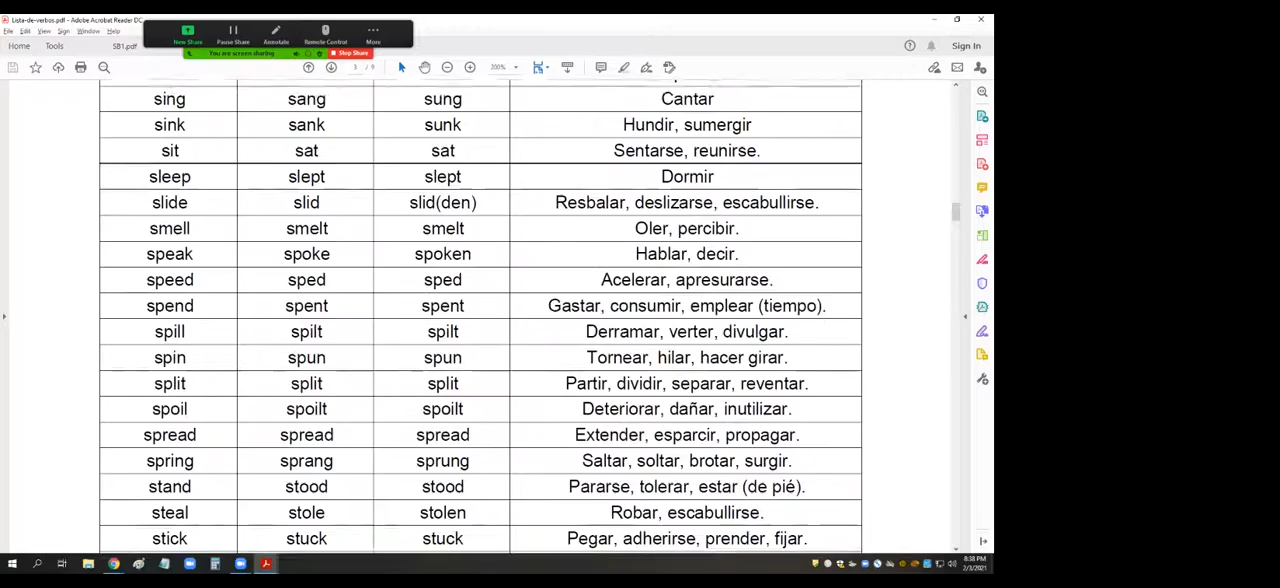 Lista-de-verbos.pdf - Adobe Acrobat Reader DC
File Edit View Sign Window Help
New Share Pause Share Annotate Remote Control More
You are screen sharing Stop Share
Home Tools SB1.pdf Sign In
3 / 9 200%
sing sang sung Cantar
sink sank sunk Hundir, sumergir
sit sat sat Sentarse, reunirse.
sleep slept slept Dormir
slide slid slid(den) Resbalar, deslizarse, escabullirse.
smell smelt smelt Oler, percibir.
speak spoke spoken Hablar, decir.
speed sped sped Acelerar, apresurarse.
spend spent spent Gastar, consumir, emplear (tiempo).
spill spilt spilt Derramar, verter, divulgar.
spin spun spun Tornear, hilar, hacer girar.
split split split Partir, dividir, separar, reventar.
spoil spoilt spoilt Deteriorar, dañar, inutilizar.
spread spread spread Extender, esparcir, propagar.
spring sprang sprung Saltar, soltar, brotar, surgir.
stand stood stood Pararse, tolerar, estar (de pié).
steal stole stolen Robar, escabullirse.
stick stuck stuck Pegar, adherirse, prender, fijar.
8:38 PM
2/3/2021